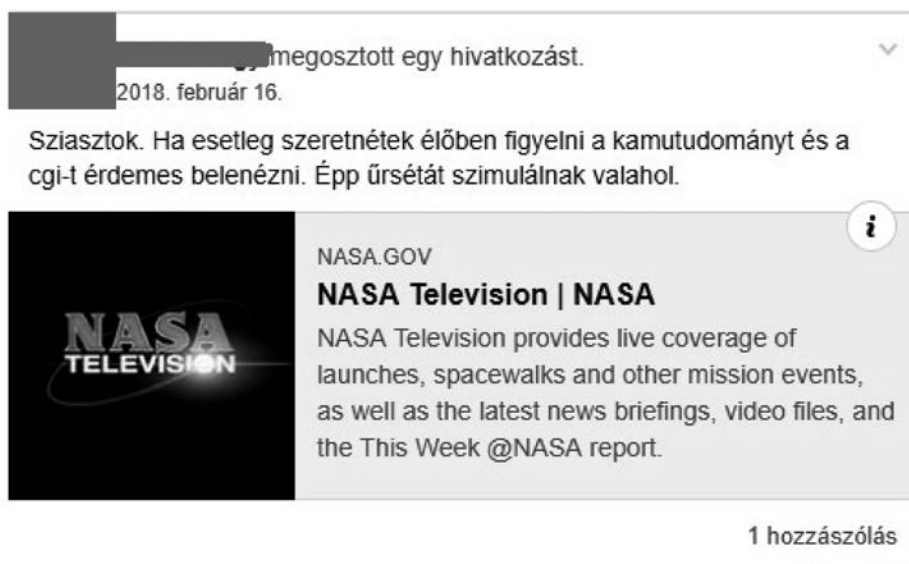 megosztott egy hivatkozást.
2018. február 16.
Sziasztok. Ha esetleg szeretnétek élőben figyelni a kamutudományt és a
cgi-t érdemes belenézni. Épp űrsétát szimulálnak valahol.
i
NASA
TELEVISION
NASA.GOV
NASA Television | NASA
NASA Television provides live coverage of
launches, spacewalks and other mission events,
as well as the latest news briefings, video files, and
the This Week @NASA report.
1 hozzászólás